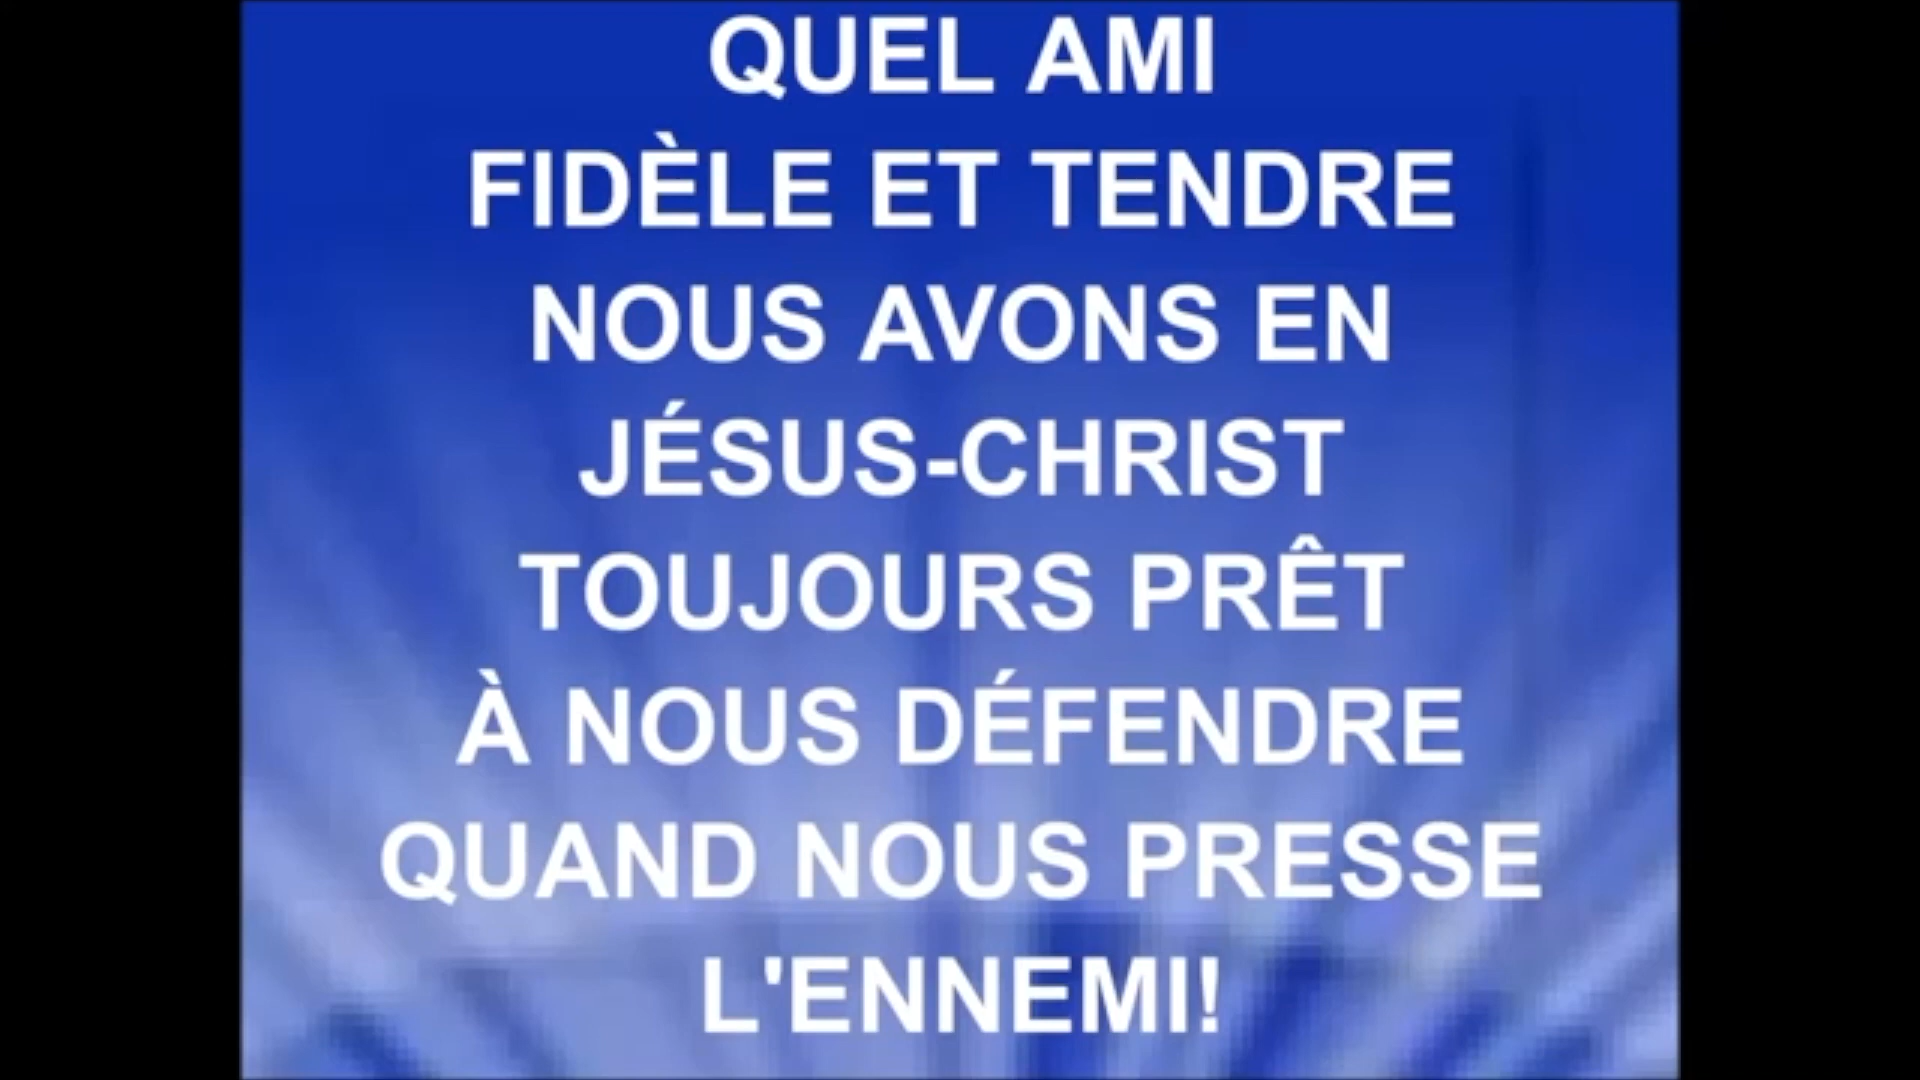 QUEL AMI
FIDÈLE ET TENDRE
NOUS AVONS EN
JÉSUS-CHRIST
TOUJOURS PRÊT
À NOUS DÉFENDRE
QUAND NOUS PRESSE
L'ENNEMI!